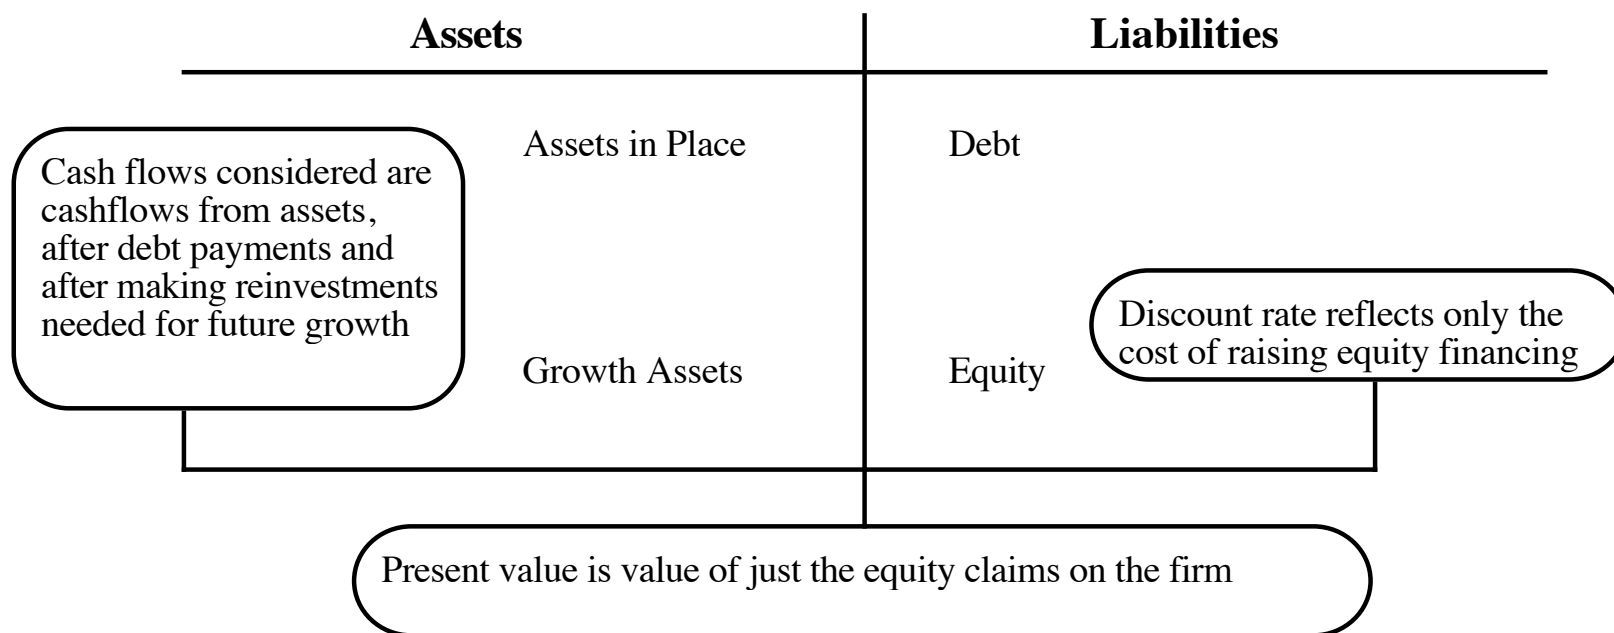 Assets
Liabilities
Assets in Place
Debt
Cash flows considered are
cashflows from assets,
after debt payments and
after making reinvestments
needed for future growth
Growth Assets
Equity
Discount rate reflects only the
cost of raising equity financing
Present value is value of just the equity claims on the firm